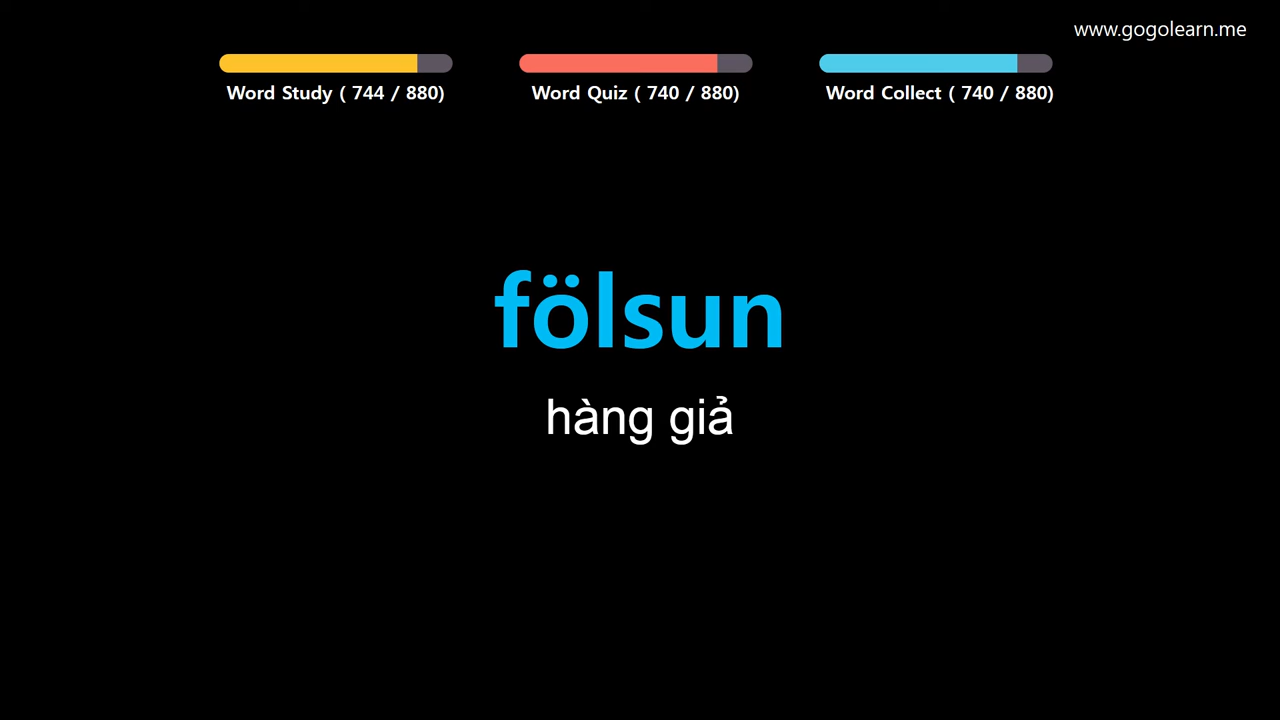 www.gogolearn.me
Word Study ( 744 / 880)
Word Quiz ( 740 / 880)
Word Collect ( 740 / 880)
fölsun
hàng giả